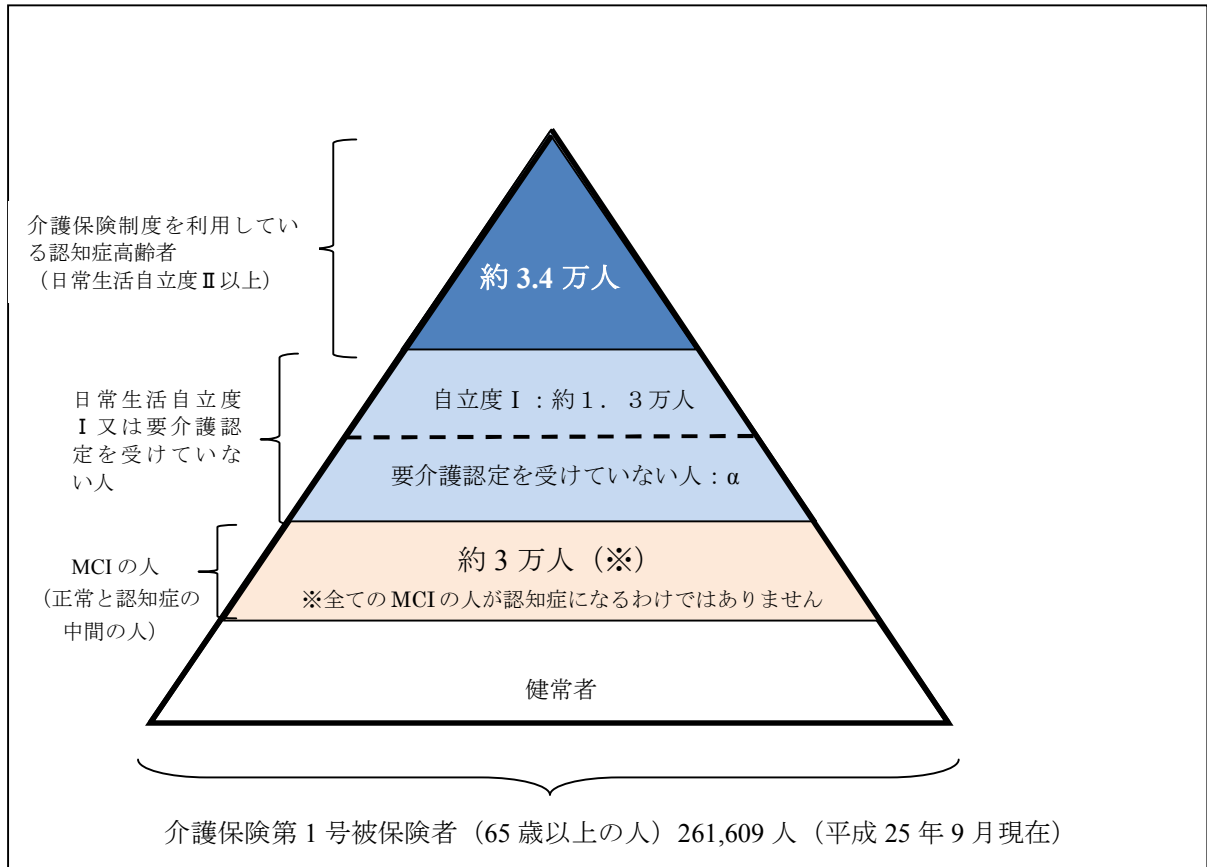 介護保険制度を利用してい
る認知症高齢者
（日常生活自立度Ⅱ以上）
約 3.4 万人
日常生活自立度
Ⅰ又は要介護認
定を受けていな
い人
自立度Ⅰ：約１．３万人
要介護認定を受けていない人：α
MCI の人
（正常と認知症の
中間の人）
約 3 万人（※）
※全ての MCI の人が認知症になるわけではありません
健常者
介護保険第 1 号被保険者（65 歳以上の人）261,609 人（平成 25 年 9 月現在）